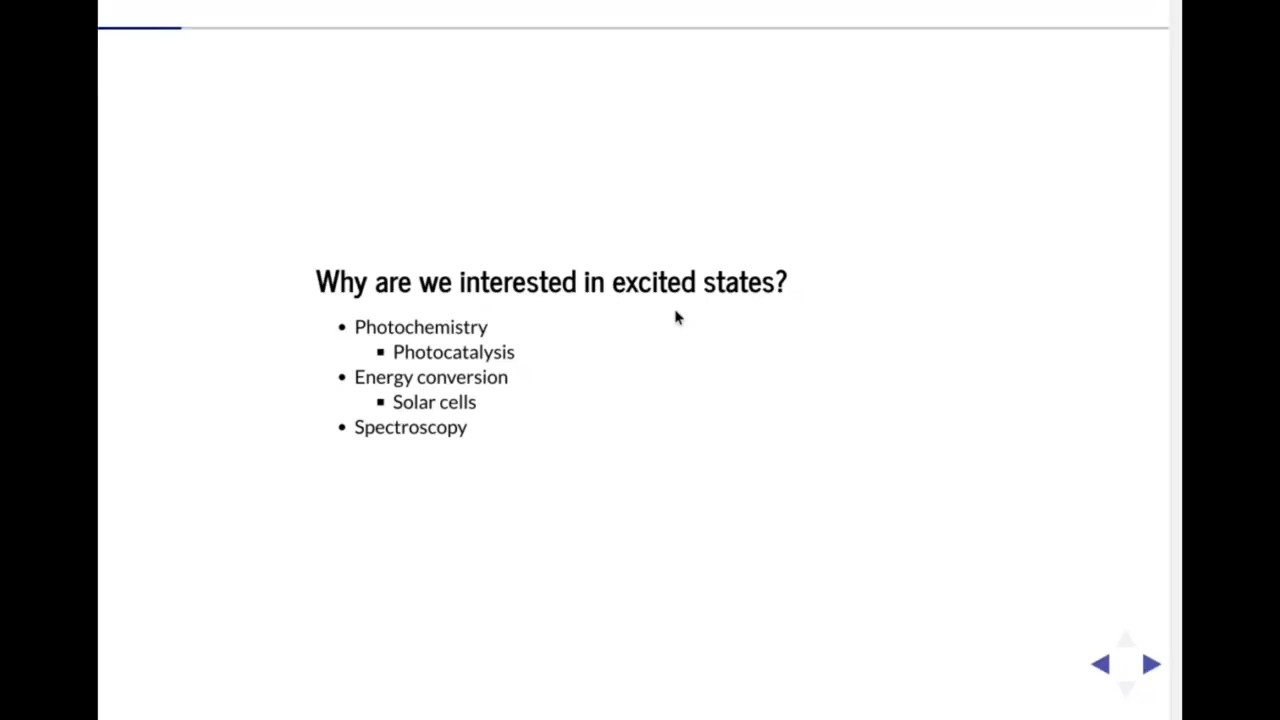 Why are we interested in excited states?
• Photochemistry
▪ Photocatalysis
• Energy conversion
▪ Solar cells
• Spectroscopy